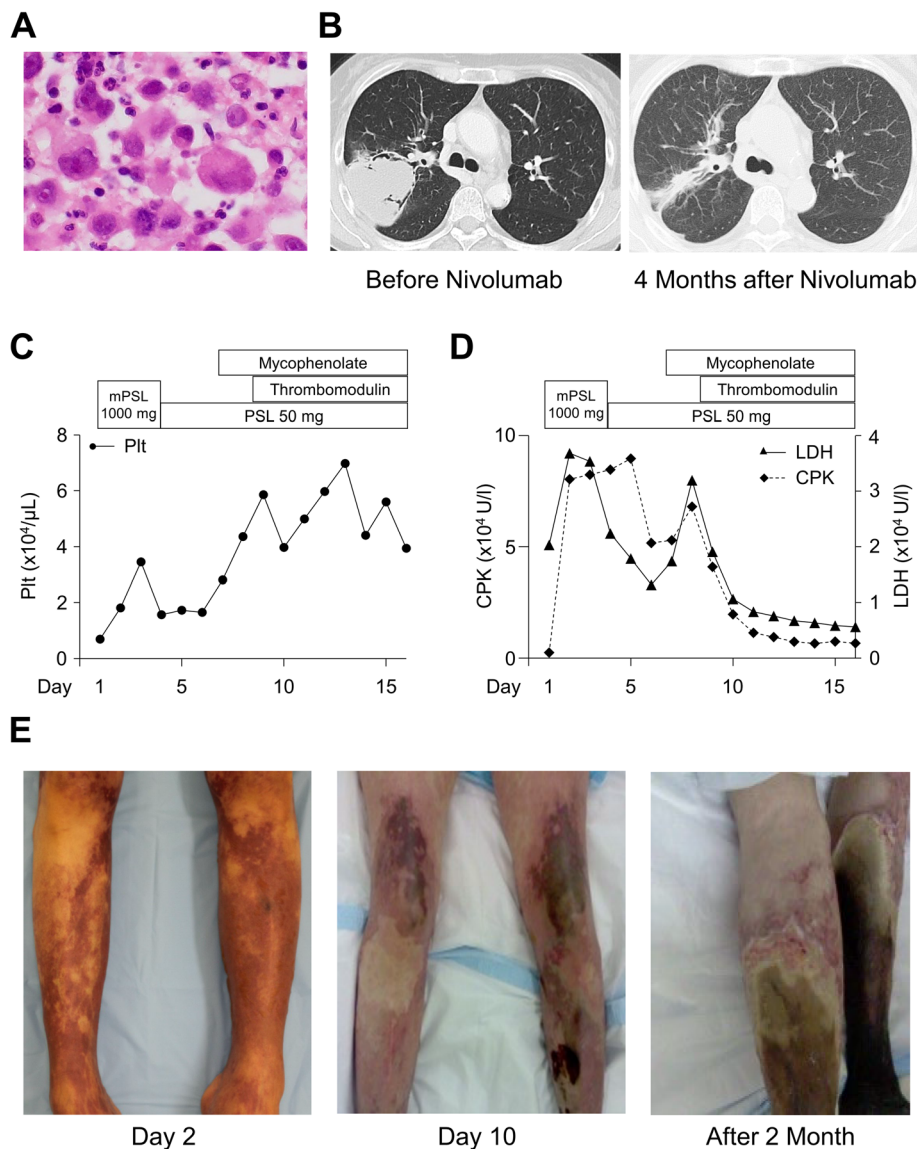 A
B
Before Nivolumab
4 Months after Nivolumab
C
Mycophenolate
Thrombomodulin
mPSL
1000 mg
PSL 50 mg
Plt
8
6
4
2
0
Plt (x10⁴/μL)
Day
1
5
10
15
D
Mycophenolate
Thrombomodulin
mPSL
1000 mg
PSL 50 mg
LDH
CPK
10
5
0
CPK (x10⁴ U/l)
4
3
2
1
0
LDH (x10⁴ U/l)
Day
1
5
10
15
E
Day 2
Day 10
After 2 Month